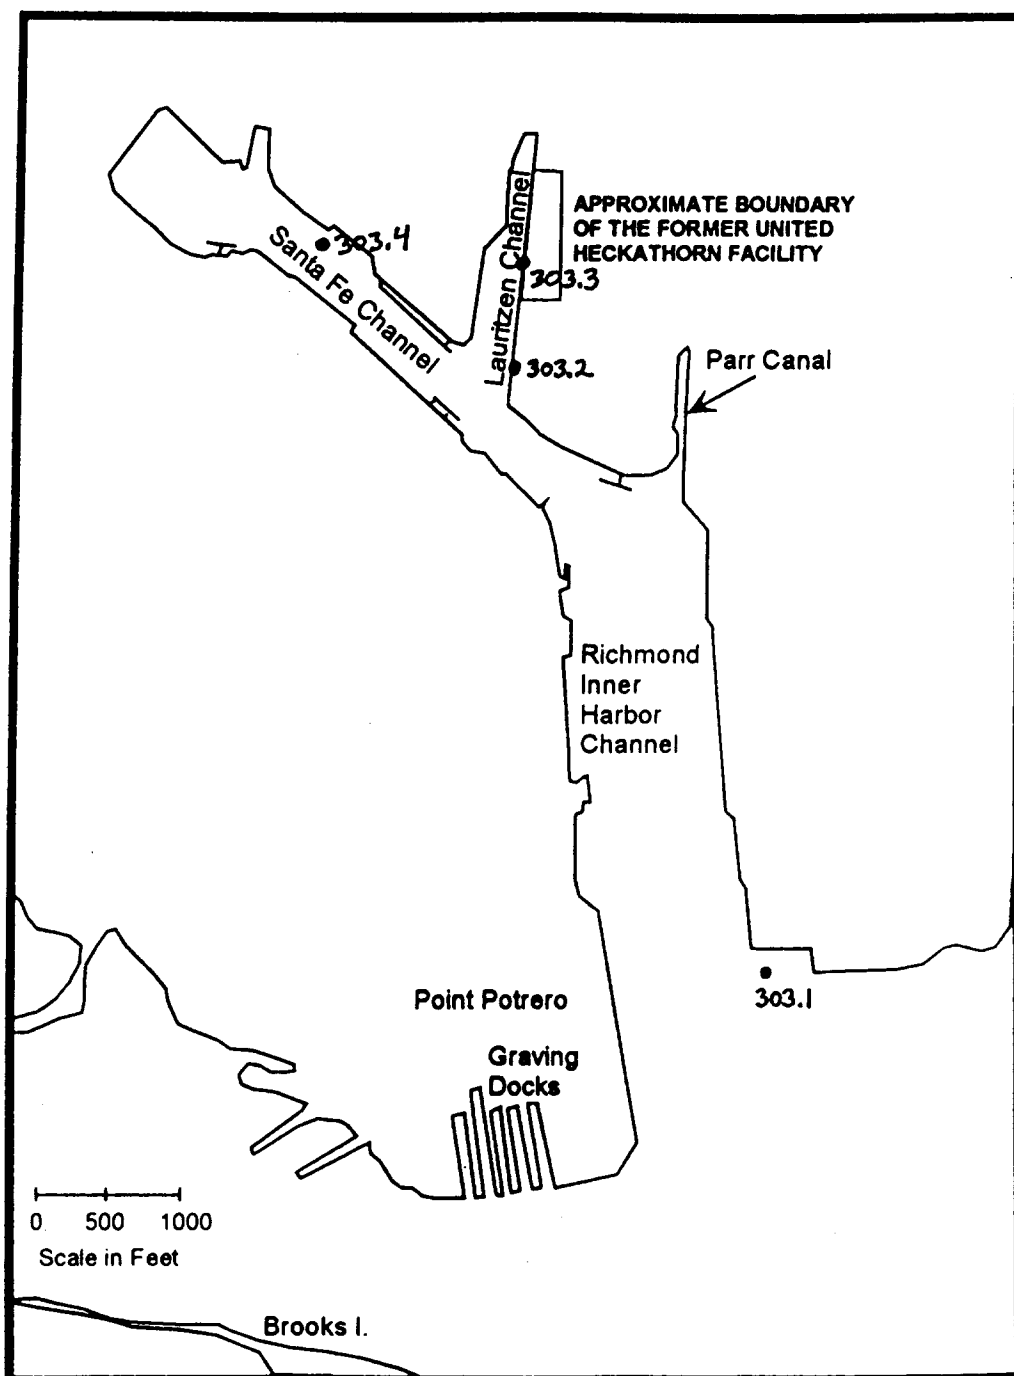 APPROXIMATE BOUNDARY
OF THE FORMER UNITED
HECKATHORN FACILITY
Lauritzen Channel
303.4
Santa Fe Channel
303.3
303.2
Parr Canal
Richmond
Inner
Harbor
Channel
Point Potrero
303.1
Graving
Docks
0 500 1000
Scale in Feet
Brooks I.